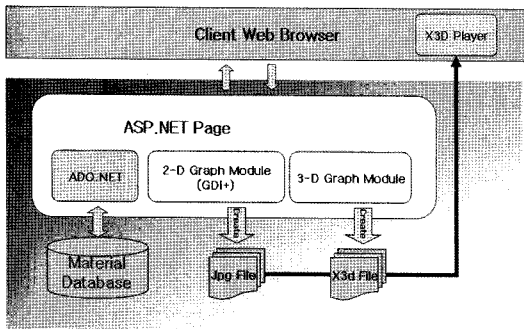 Client Web Browser
X3D Player
ASP.NET Page
ADO.NET
2-D Graph Module
(GDI+)
3-D Graph Module
Create
Create
Material
Database
Jpg File
X3d File